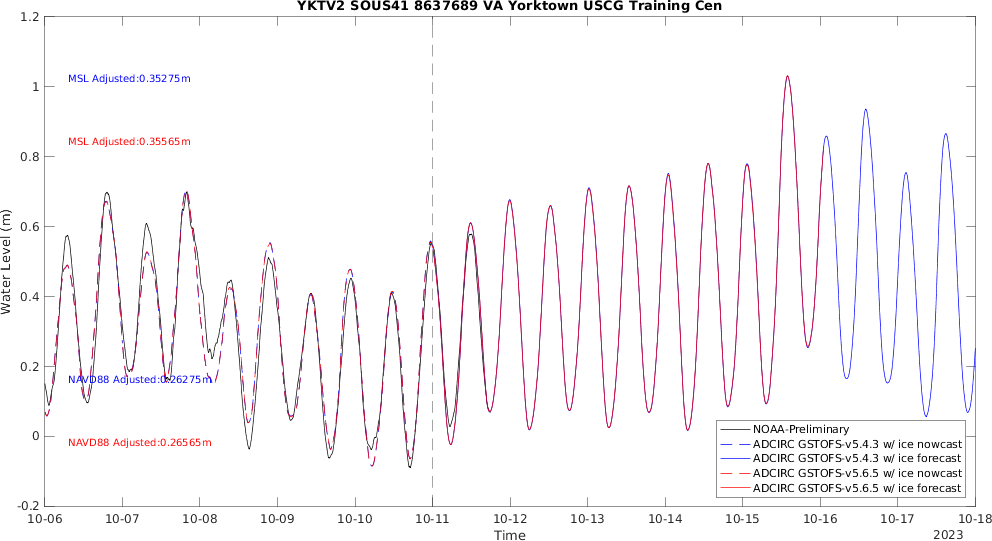 YKTV2 SOUS41 8637689 VA Yorktown USCG Training Cen
1.2
1
0.8
0.6
0.4
0.2
0
-0.2
Water Level (m)
MSL Adjusted:0.35275m
MSL Adjusted:0.35565m
NAVD88 Adjusted:0.26275m
NAVD88 Adjusted:0.26565m
NOAA-Preliminary
ADCIRC GSTOFS-v5.4.3 w/ ice nowcast
ADCIRC GSTOFS-v5.4.3 w/ ice forecast
ADCIRC GSTOFS-v5.6.5 w/ ice nowcast
ADCIRC GSTOFS-v5.6.5 w/ ice forecast
10-06 10-07 10-08 10-09 10-10 10-11 10-12 10-13 10-14 10-15 10-16 10-17 10-18
Time
2023